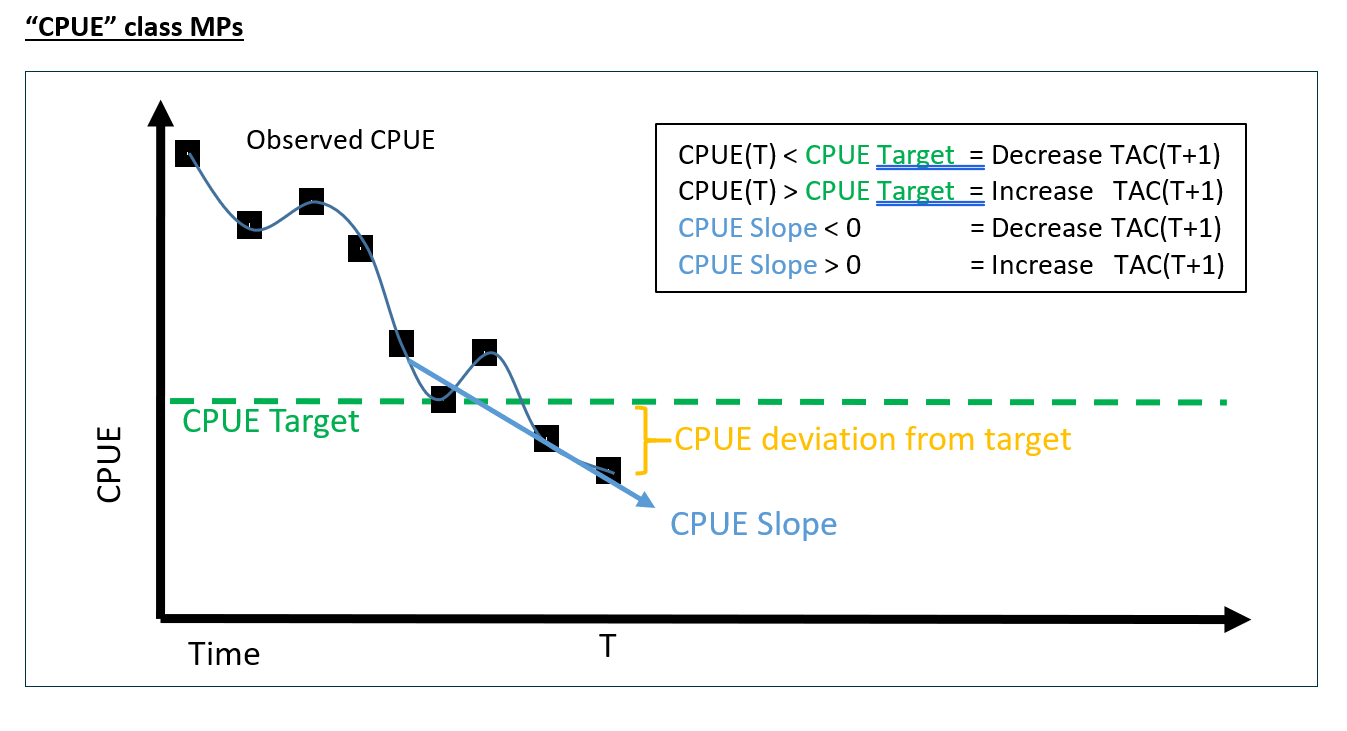 “CPUE” class MPs
Observed CPUE
CPUE(T) < CPUE Target = Decrease TAC(T+1)
CPUE(T) > CPUE Target = Increase TAC(T+1)
CPUE Slope < 0 = Decrease TAC(T+1)
CPUE Slope > 0 = Increase TAC(T+1)
CPUE Target
CPUE deviation from target
CPUE
CPUE Slope
Time
T